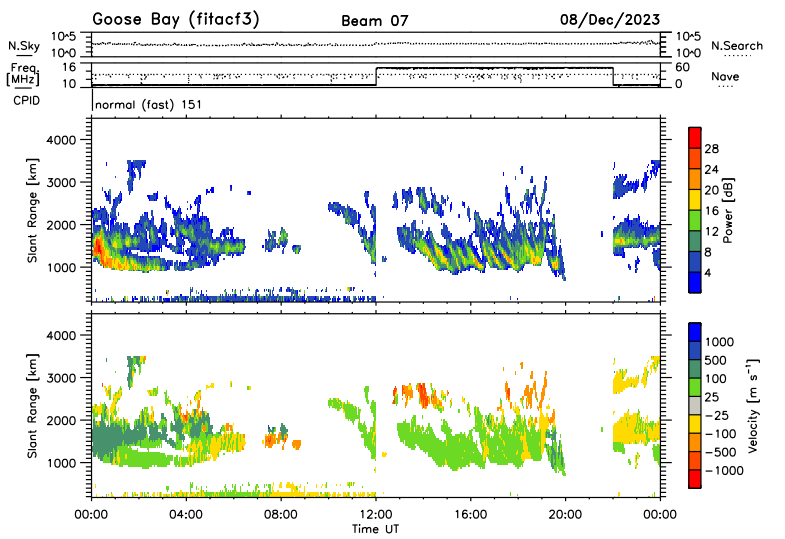 Goose Bay (fitacf3) Beam 07 08/Dec/2023
N.Sky 10^5 10^0 10^5 10^0 N.Search
Freq. [MHz] 16 10 60 0 Nave
CPID normal (fast) 151
Slant Range [km] 4000 3000 2000 1000
28 24 20 16 12 8 4 Power [dB]
Slant Range [km] 4000 3000 2000 1000
1000 500 100 25 −25 −100 −500 −1000 Velocity [m s⁻¹]
00:00 04:00 08:00 12:00 16:00 20:00 00:00
Time UT